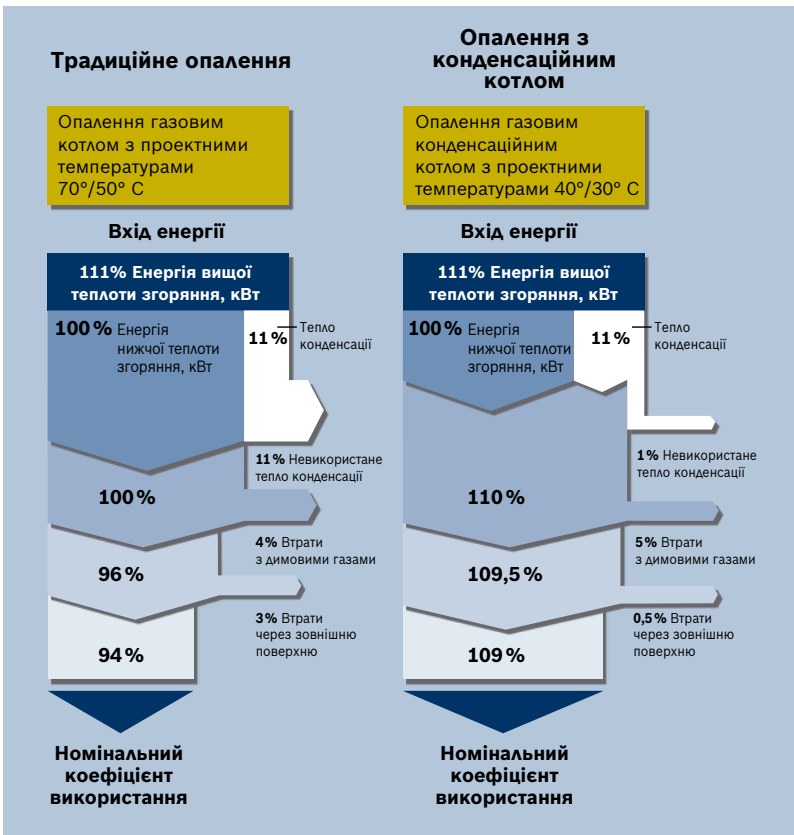 Традиційне опалення
Опалення газовим
котлом з проектними
температурами
70°/50° C
Вхід енергії
111% Енергія вищої
теплоти згоряння, кВт
100% Енергія
нижчої теплоти
згоряння, кВт
11%
Тепло
конденсації
11% Невикористане
тепло конденсації
100%
4% Втрати
з димовими газами
96%
3% Втрати
через зовнішню
поверхню
94%
Номінальний
коефіцієнт
використання
Опалення з
конденсаційним
котлом
Опалення газовим
конденсаційним
котлом з проектними
температурами 40°/30° C
Вхід енергії
111% Енергія вищої
теплоти згоряння, кВт
100% Енергія
нижчої теплоти
згоряння, кВт
11%
Тепло
конденсації
1% Невикористане
тепло конденсації
110%
5% Втрати
з димовими газами
109,5%
0,5% Втрати
через зовнішню
поверхню
109%
Номінальний
коефіцієнт
використання